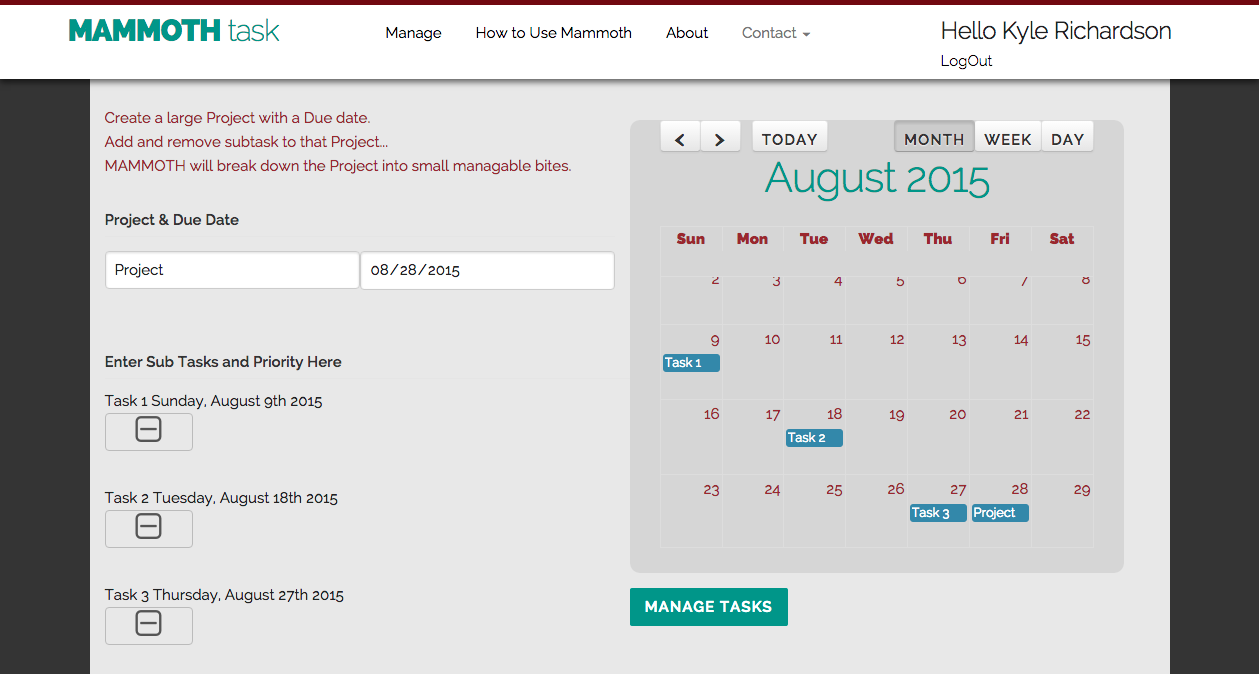 MAMMOTH task
Manage
How to Use Mammoth
About
Contact
Hello Kyle Richardson
LogOut
Create a large Project with a Due date.
Add and remove subtask to that Project...
MAMMOTH will break down the Project into small managable bites.
Project & Due Date
Project
08/28/2015
Enter Sub Tasks and Priority Here
Task 1 Sunday, August 9th 2015
Task 2 Tuesday, August 18th 2015
Task 3 Thursday, August 27th 2015
TODAY
MONTH WEEK DAY
August 2015
Sun Mon Tue Wed Thu Fri Sat
2 3 4 5 6 7 8
9 10 11 12 13 14 15
Task 1
16 17 18 19 20 21 22
Task 2
23 24 25 26 27 28 29
Task 3 Project
MANAGE TASKS